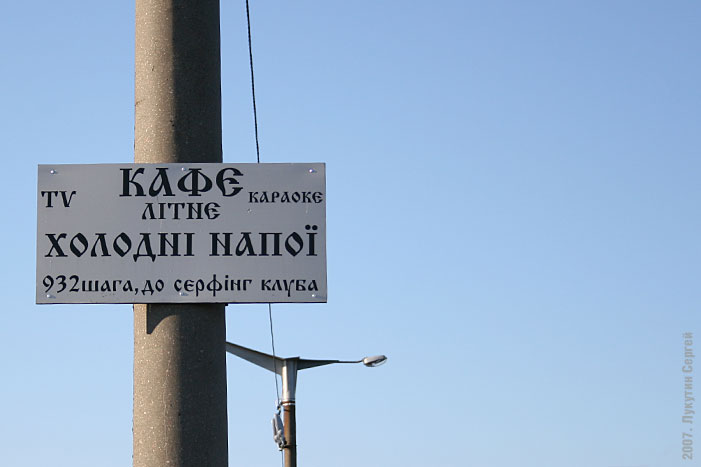 КАФЕ
TV
КАРАОКЕ
ЛІТНЕ
ХОЛОДНІ НАПОЇ
932шага, до серфінг клуба
2007. Лукутин Сергей